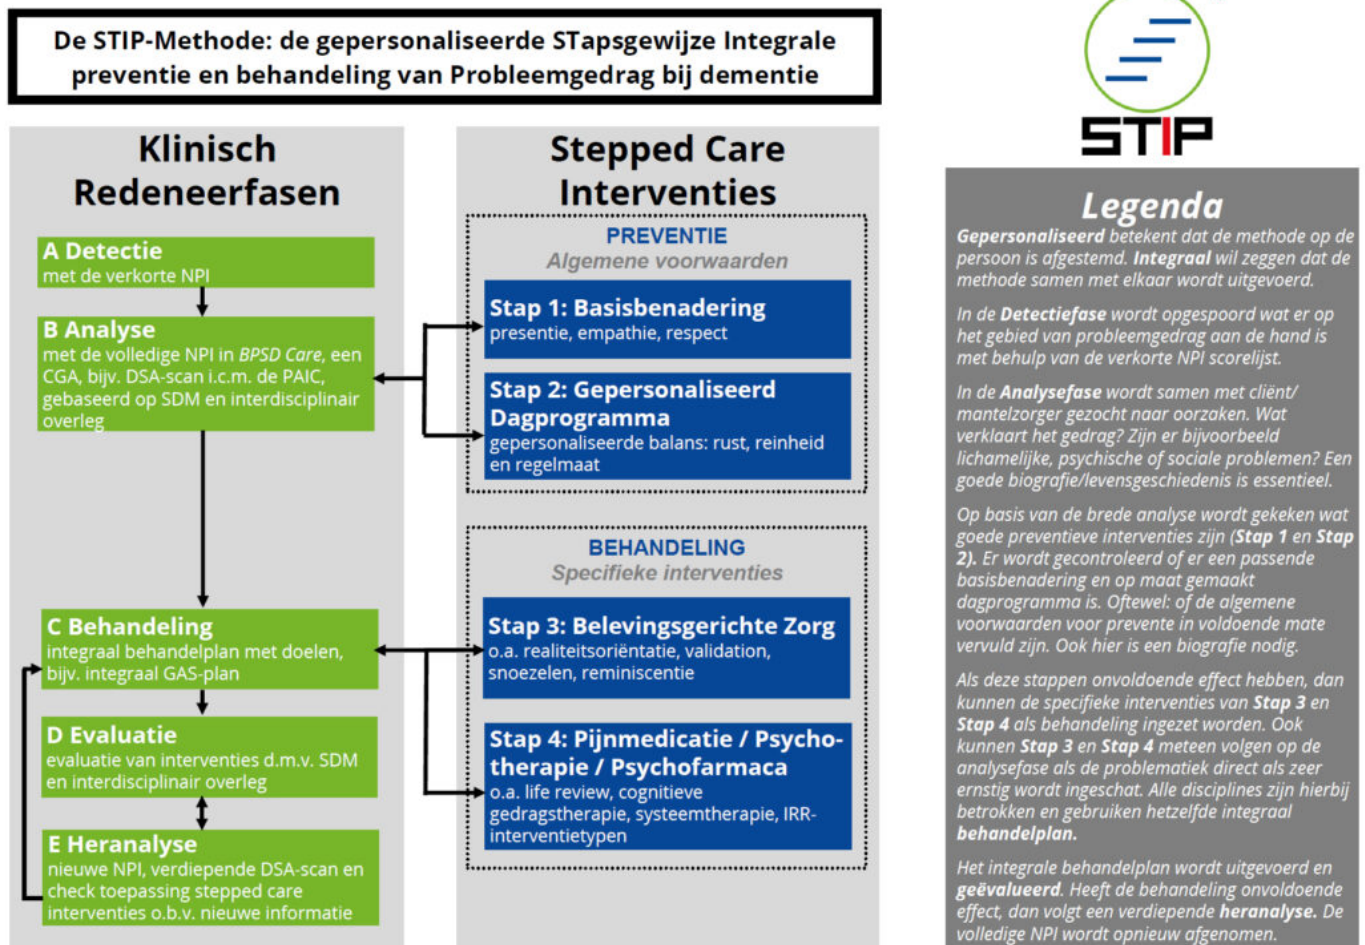 De STIP-Methode: de gepersonaliseerde STapsgewijze Integrale
preventie en behandeling van Probleemgedrag bij dementie
Klinisch
Redeneerfasen
A Detectie
met de verkorte NPI
B Analyse
met de volledige NPI in BPSD Care, een
CGA, bijv. DSA-scan i.c.m. de PAIC,
gebaseerd op SDM en interdisciplinair
overleg
C Behandeling
integraal behandelplan met doelen,
bijv. integraal GAS-plan
D Evaluatie
evaluatie van interventies d.m.v. SDM
en interdisciplinair overleg
E Heranalyse
nieuwe NPI, verdiepende DSA-scan en
check toepassing stepped care
interventies o.b.v. nieuwe informatie
Stepped Care
Interventies
PREVENTIE
Algemene voorwaarden
Stap 1: Basisbenadering
presentie, empathie, respect
Stap 2: Gepersonaliseerd
Dagprogramma
gepersonaliseerde balans: rust, reinheid
en regelmaat
BEHANDELING
Specifieke interventies
Stap 3: Belevingsgerichte Zorg
o.a. realiteitsoriëntatie, validation,
snoezelen, reminiscentie
Stap 4: Pijnmedicatie / Psycho-
therapie / Psychofarmaca
o.a. life review, cognitieve
gedragstherapie, systeemtherapie, IRR-
interventietypen
STIP
Legenda
Gepersonaliseerd betekent dat de methode op de
persoon is afgestemd. Integraal wil zeggen dat de
methode samen met elkaar wordt uitgevoerd.
In de Detectiefase wordt opgespoord wat er op
het gebied van probleemgedrag aan de hand is
met behulp van de verkorte NPI scorelijst.
In de Analysefase wordt samen met cliënt/
mantelzorger gezocht naar oorzaken. Wat
verklaart het gedrag? Zijn er bijvoorbeeld
lichamelijke, psychische of sociale problemen? Een
goede biografie/levensgeschiedenis is essentieel.
Op basis van de brede analyse wordt gekeken wat
goede preventieve interventies zijn (Stap 1 en Stap
2). Er wordt gecontroleerd of er een passende
basisbenadering en op maat gemaakt
dagprogramma is. Oftewel: of de algemene
voorwaarden voor prevente in voldoende mate
vervuld zijn. Ook hier is een biografie nodig.
Als deze stappen onvoldoende effect hebben, dan
kunnen de specifieke interventies van Stap 3 en
Stap 4 als behandeling ingezet worden. Ook
kunnen Stap 3 en Stap 4 meteen volgen op de
analysefase als de problematiek direct als zeer
ernstig wordt ingeschat. Alle disciplines zijn hierbij
betrokken en gebruiken hetzelfde integraal
behandelplan.
Het integrale behandelplan wordt uitgevoerd en
geëvalueerd. Heeft de behandeling onvoldoende
effect, dan volgt een verdiepende heranalyse. De
volledige NPI wordt opnieuw afgenomen.